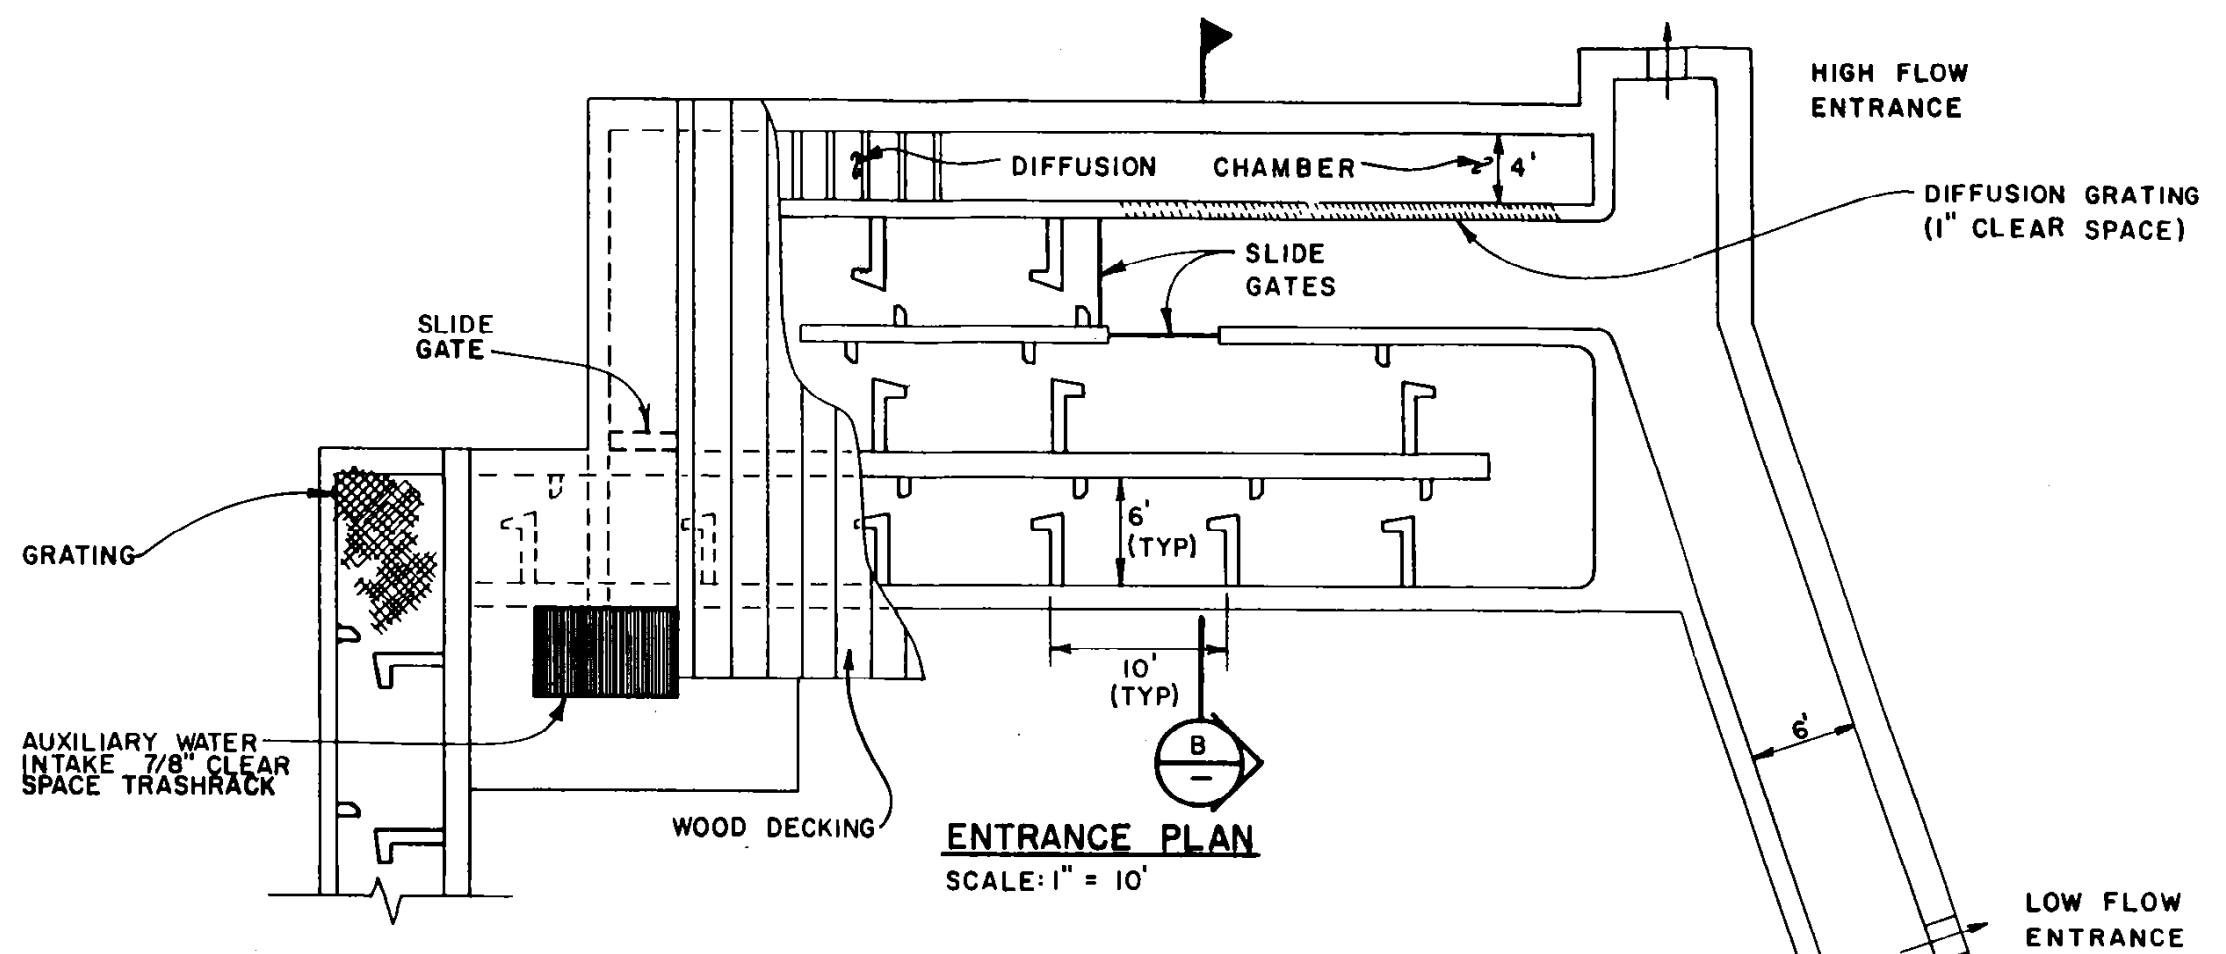 HIGH FLOW
ENTRANCE
DIFFUSION CHAMBER
4'
DIFFUSION GRATING
(1" CLEAR SPACE)
SLIDE
GATES
SLIDE
GATE
GRATING
6'
(TYP)
10'
(TYP)
6'
AUXILIARY WATER
INTAKE 7/8" CLEAR
SPACE TRASHRACK
B
–
WOOD DECKING
ENTRANCE PLAN
SCALE: 1" = 10'
LOW FLOW
ENTRANCE